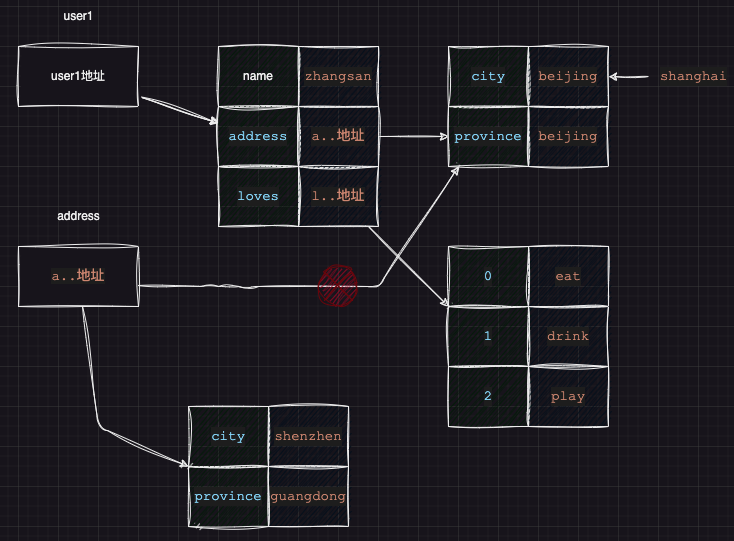 user1
user1地址
name
zhangsan
address
a..地址
loves
l..地址
city
beijing
shanghai
province
beijing
address
a..地址
0
eat
1
drink
2
play
city
shenzhen
province
guangdong